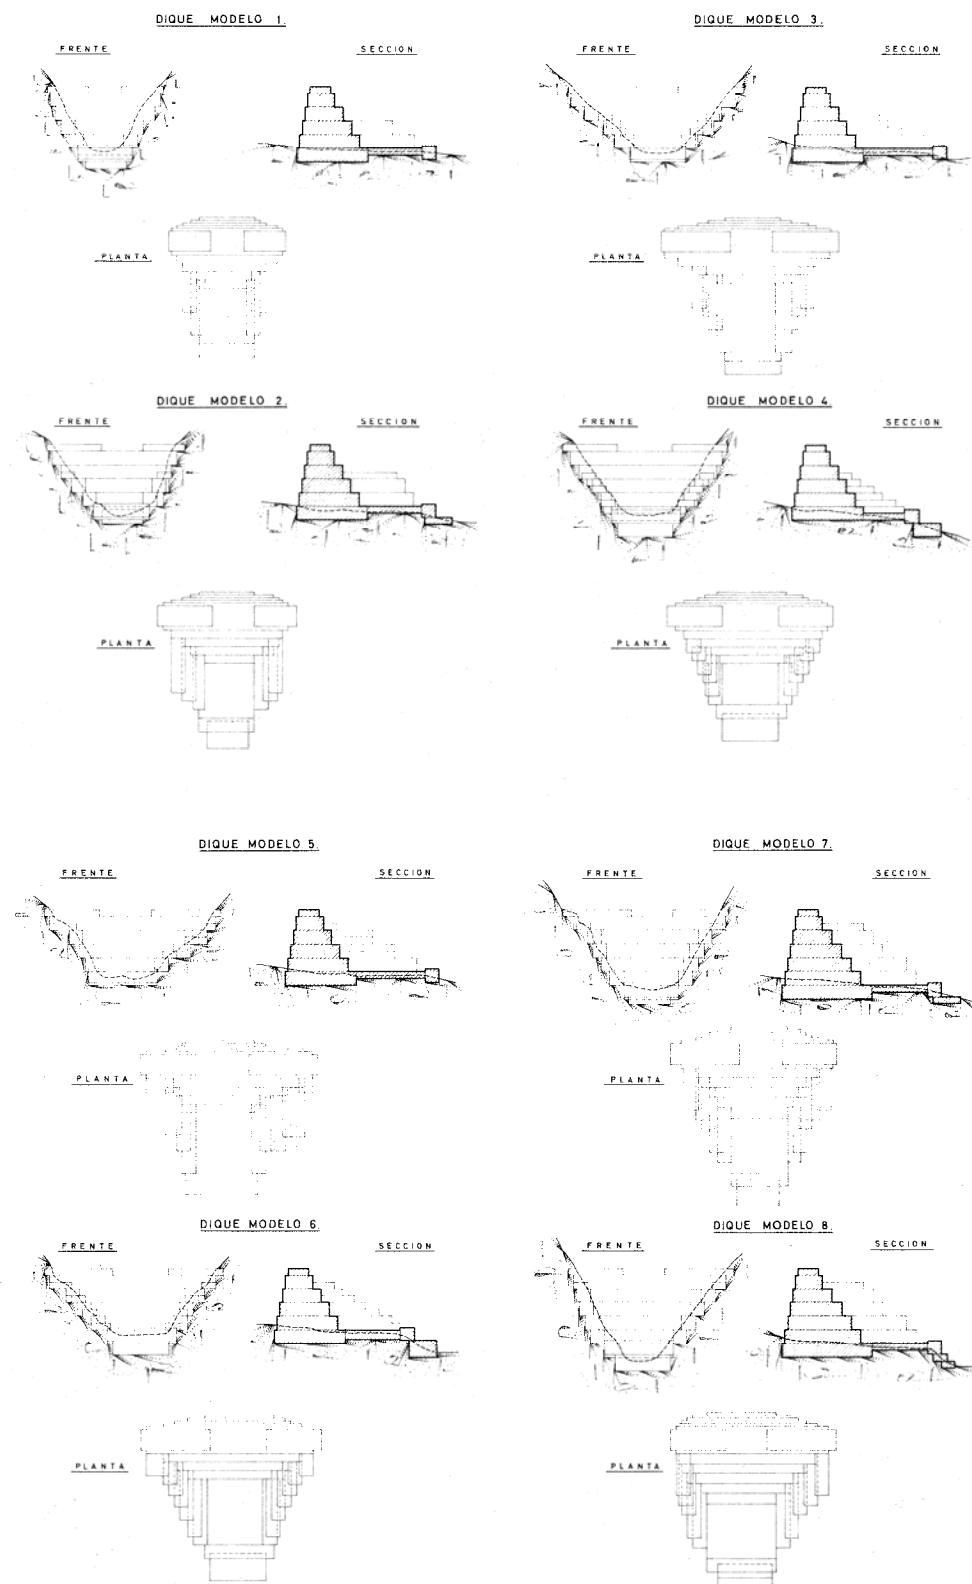 DIQUE MODELO 1.
FRENTE
SECCION
PLANTA
DIQUE MODELO 3.
FRENTE
SECCION
PLANTA
DIQUE MODELO 2.
FRENTE
SECCION
PLANTA
DIQUE MODELO 4.
FRENTE
SECCION
PLANTA
DIQUE MODELO 5.
FRENTE
SECCION
PLANTA
DIQUE MODELO 7.
FRENTE
SECCION
PLANTA
DIQUE MODELO 6.
FRENTE
SECCION
PLANTA
DIQUE MODELO 8.
FRENTE
SECCION
PLANTA